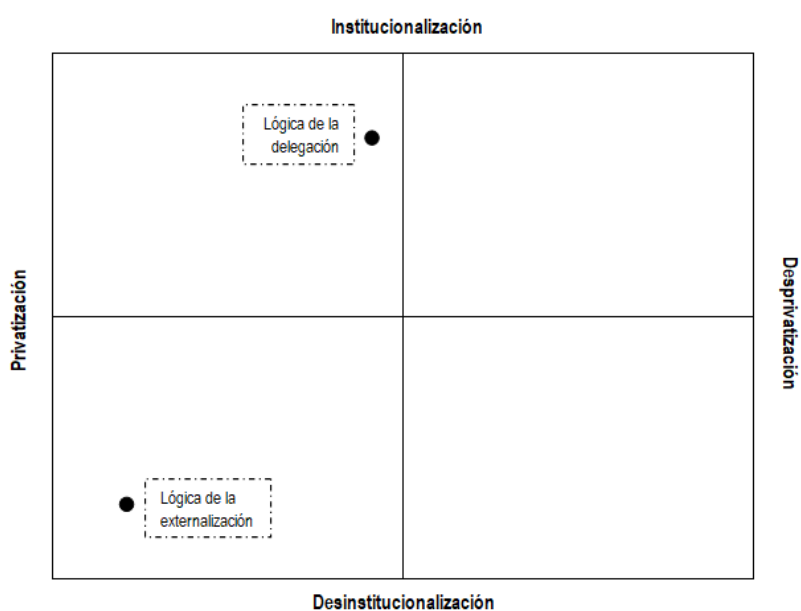 Institucionalización
Lógica de la
delegación
Privatización
Desprivatización
Lógica de la
externalización
Desinstitucionalización